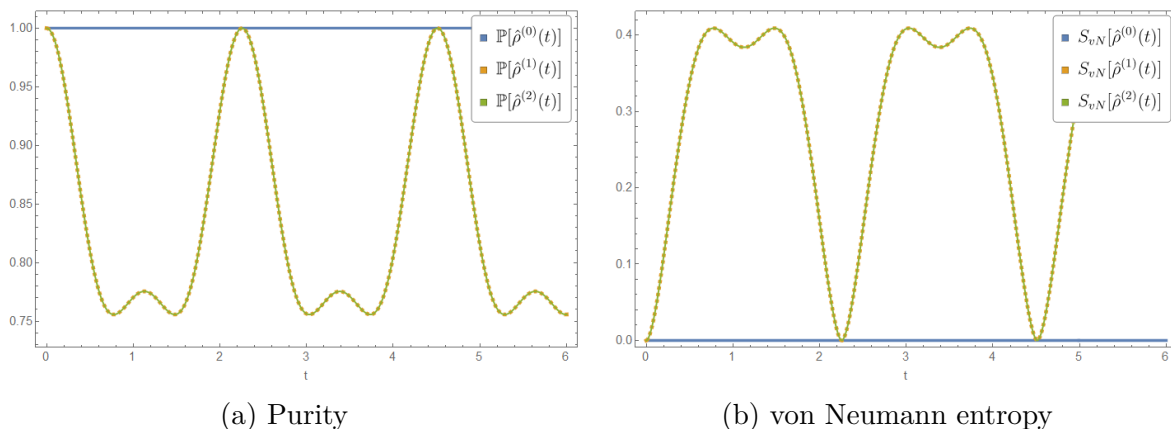 1.00
0.95
0.90
0.85
0.80
0.75
0 1 2 3 4 5 6
t
ℙ[ρ̂⁽⁰⁾(t)]
ℙ[ρ̂⁽¹⁾(t)]
ℙ[ρ̂⁽²⁾(t)]
(a) Purity
0.4
0.3
0.2
0.1
0.0
0 1 2 3 4 5 6
t
S_{vN}[ρ̂⁽⁰⁾(t)]
S_{vN}[ρ̂⁽¹⁾(t)]
S_{vN}[ρ̂⁽²⁾(t)]
(b) von Neumann entropy